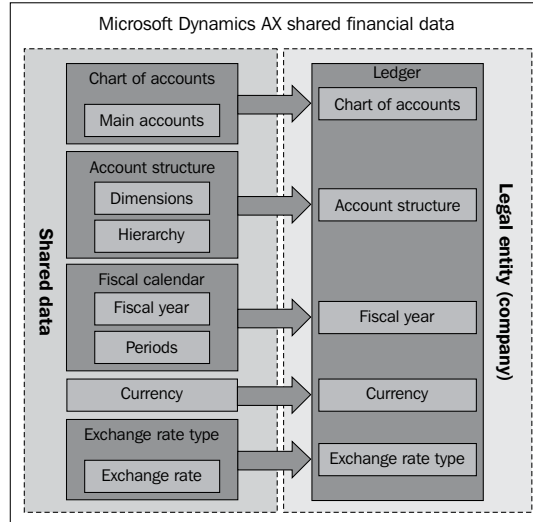 Microsoft Dynamics AX shared financial data
Shared data
Chart of accounts
Main accounts
Account structure
Dimensions
Hierarchy
Fiscal calendar
Fiscal year
Periods
Currency
Exchange rate type
Exchange rate
Ledger
Chart of accounts
Account structure
Fiscal year
Currency
Exchange rate type
Legal entity (company)